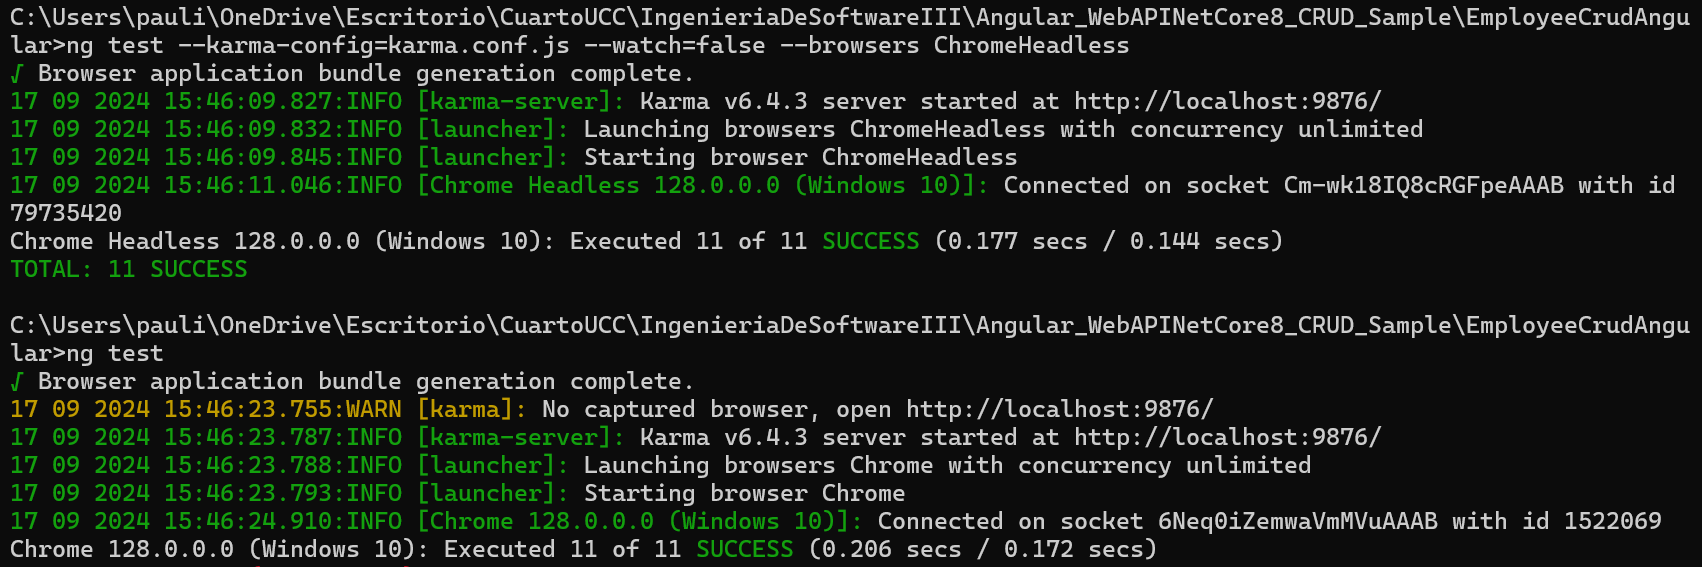 C:\Users\pauli\OneDrive\Escritorio\CuartoUCC\IngenieriaDeSoftwareIII\Angular_WebAPINetCore8_CRUD_Sample\EmployeeCrudAngu
lar>ng test --karma-config=karma.conf.js --watch=false --browsers ChromeHeadless
√ Browser application bundle generation complete.
17 09 2024 15:46:09.827:INFO [karma-server]: Karma v6.4.3 server started at http://localhost:9876/
17 09 2024 15:46:09.832:INFO [launcher]: Launching browsers ChromeHeadless with concurrency unlimited
17 09 2024 15:46:09.845:INFO [launcher]: Starting browser ChromeHeadless
17 09 2024 15:46:11.046:INFO [Chrome Headless 128.0.0.0 (Windows 10)]: Connected on socket Cm-wk18IQ8cRGFpeAAAB with id
79735420
Chrome Headless 128.0.0.0 (Windows 10): Executed 11 of 11 SUCCESS (0.177 secs / 0.144 secs)
TOTAL: 11 SUCCESS
C:\Users\pauli\OneDrive\Escritorio\CuartoUCC\IngenieriaDeSoftwareIII\Angular_WebAPINetCore8_CRUD_Sample\EmployeeCrudAngu
lar>ng test
√ Browser application bundle generation complete.
17 09 2024 15:46:23.755:WARN [karma]: No captured browser, open http://localhost:9876/
17 09 2024 15:46:23.787:INFO [karma-server]: Karma v6.4.3 server started at http://localhost:9876/
17 09 2024 15:46:23.788:INFO [launcher]: Launching browsers Chrome with concurrency unlimited
17 09 2024 15:46:23.793:INFO [launcher]: Starting browser Chrome
17 09 2024 15:46:24.910:INFO [Chrome 128.0.0.0 (Windows 10)]: Connected on socket 6Neq0iZemwaVmMVuAAAB with id 1522069
Chrome 128.0.0.0 (Windows 10): Executed 11 of 11 SUCCESS (0.206 secs / 0.172 secs)